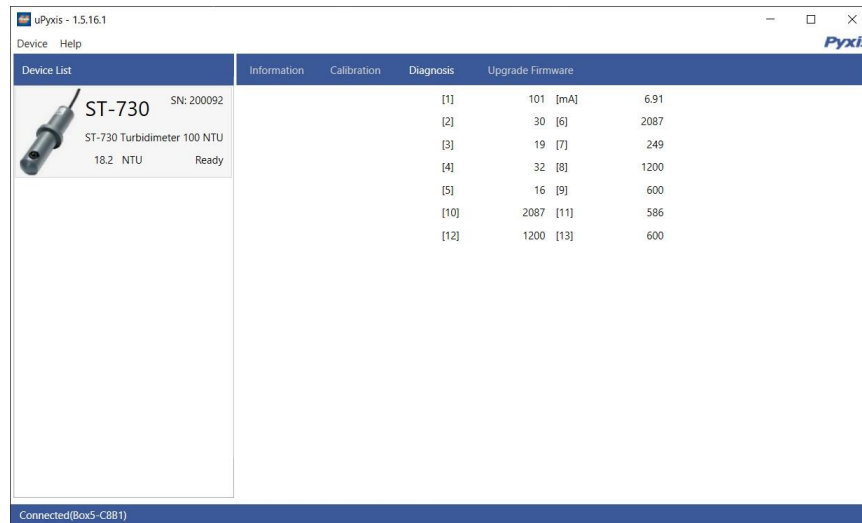 uPyxis - 1.5.16.1
Device Help
Pyxis
Device List Information Calibration Diagnosis Upgrade Firmware
ST-730 SN: 200092
ST-730 Turbidimeter 100 NTU
18.2 NTU Ready
[1] 101 [mA] 6.91
[2] 30 [6] 2087
[3] 19 [7] 249
[4] 32 [8] 1200
[5] 16 [9] 600
[10] 2087 [11] 586
[12] 1200 [13] 600
Connected(Box5-C8B1)